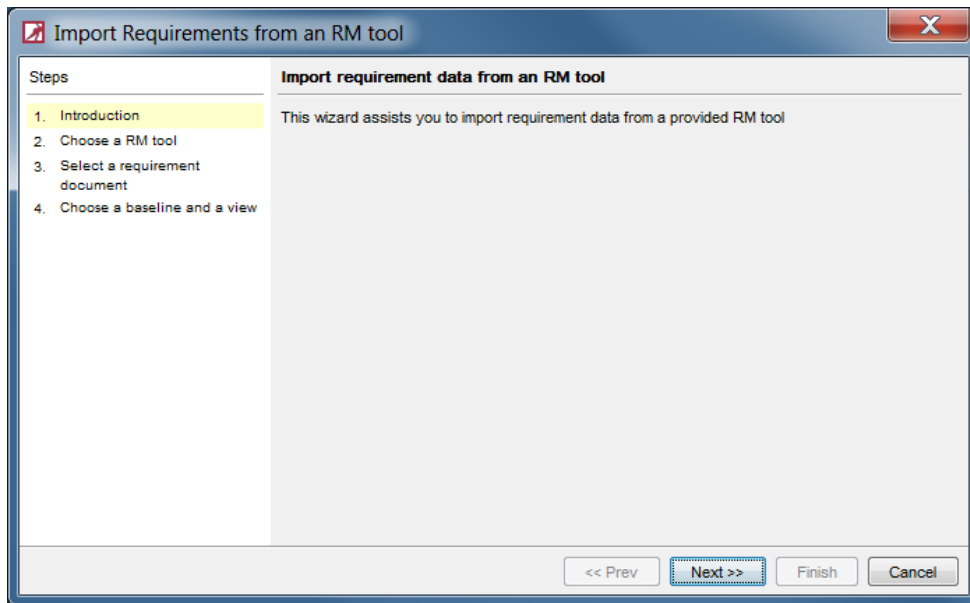 Import Requirements from an RM tool
X
Steps
1. Introduction
2. Choose a RM tool
3. Select a requirement
document
4. Choose a baseline and a view
Import requirement data from an RM tool
This wizard assists you to import requirement data from a provided RM tool
<< Prev
Next >>
Finish
Cancel